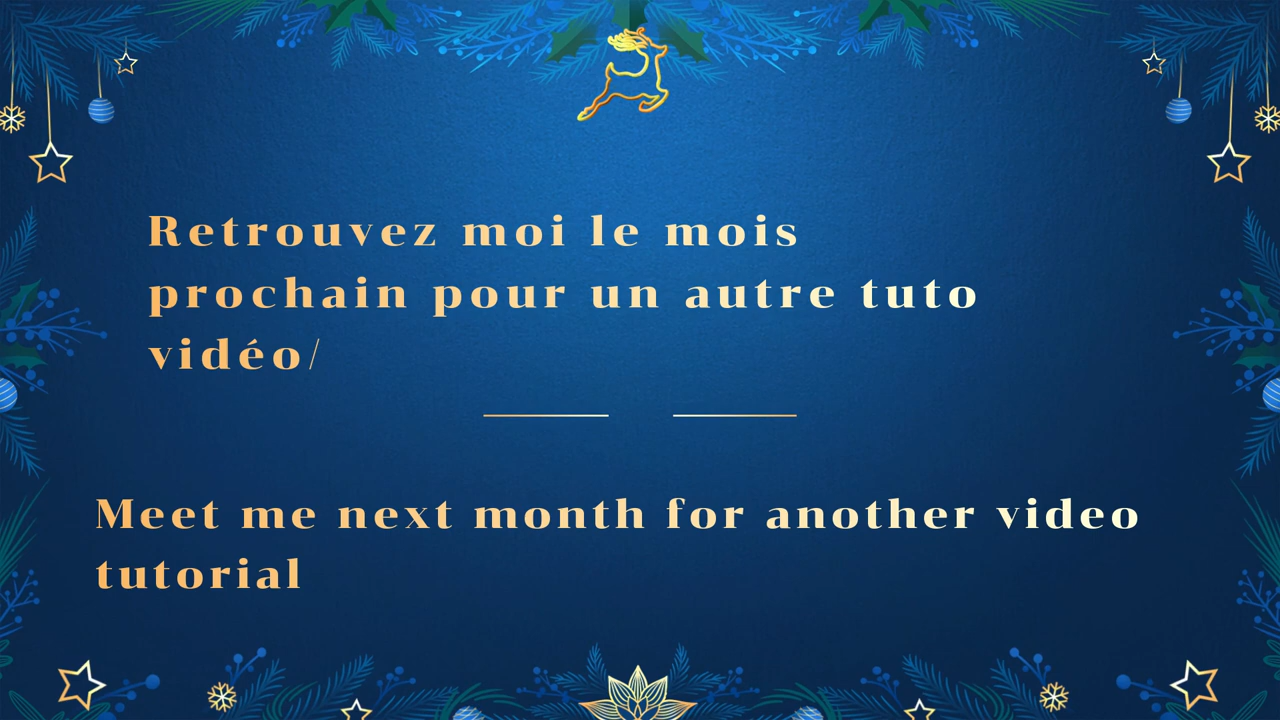 Retrouvez moi le mois
prochain pour un autre tuto
vidéo/
Meet me next month for another video
tutorial